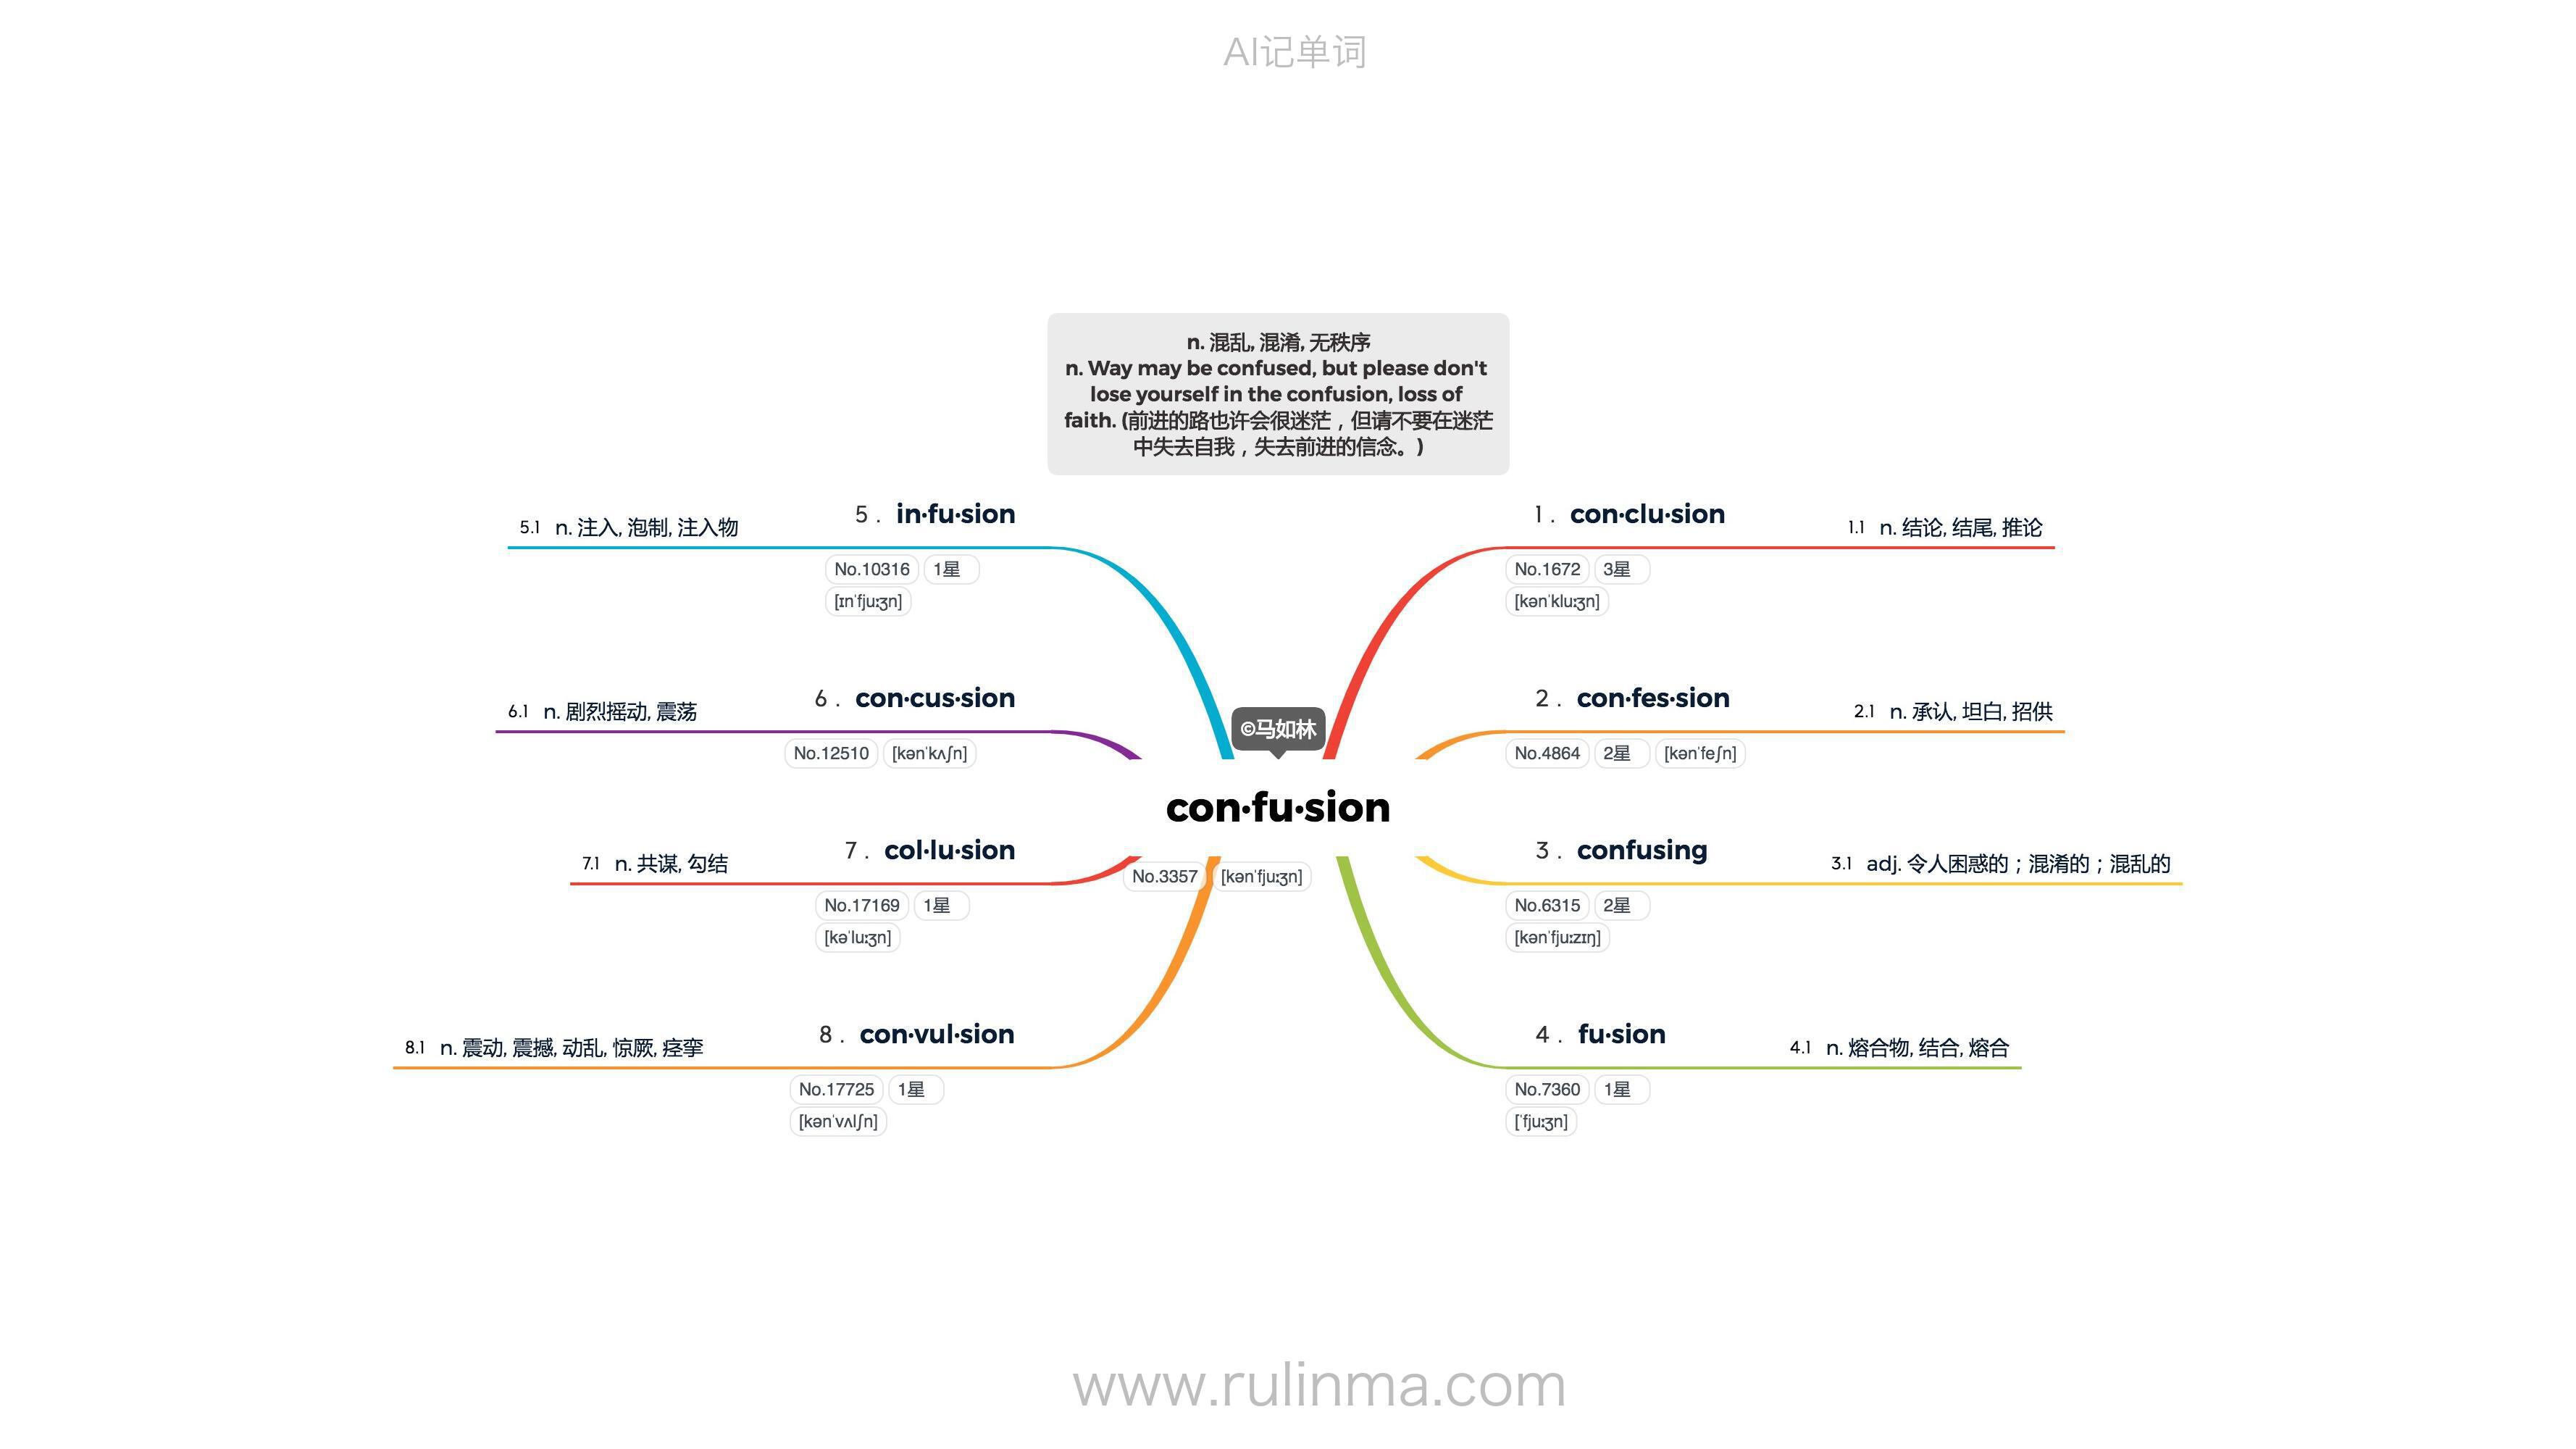 AI记单词
n. 混乱, 混淆, 无秩序
n. Way may be confused, but please don't
lose yourself in the confusion, loss of
faith. (前进的路也许会很迷茫，但请不要在迷茫
中失去自我，失去前进的信念。)
©马如林
con·fu·sion
No.3357 [kənˈfjuːʒn]
1 . con·clu·sion
No.1672 3星
[kənˈkluːʒn]
1.1 n. 结论, 结尾, 推论
2 . con·fes·sion
No.4864 2星 [kənˈfeʃn]
2.1 n. 承认, 坦白, 招供
3 . confusing
No.6315 2星
[kənˈfjuːzɪŋ]
3.1 adj. 令人困惑的；混淆的；混乱的
4 . fu·sion
No.7360 1星
[ˈfjuːʒn]
4.1 n. 熔合物, 结合, 熔合
5 . in·fu·sion
No.10316 1星
[ɪnˈfjuːʒn]
5.1 n. 注入, 泡制, 注入物
6 . con·cus·sion
No.12510 [kənˈkʌʃn]
6.1 n. 剧烈摇动, 震荡
7 . col·lu·sion
No.17169 1星
[kəˈluːʒn]
7.1 n. 共谋, 勾结
8 . con·vul·sion
No.17725 1星
[kənˈvʌlʃn]
8.1 n. 震动, 震撼, 动乱, 惊厥, 痉挛
www.rulinma.com